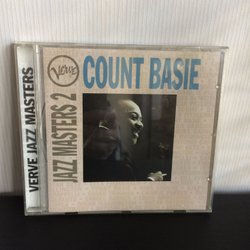 VERVE JAZZ MASTERS
Verve
COUNT BASIE
JAZZ MASTERS 2